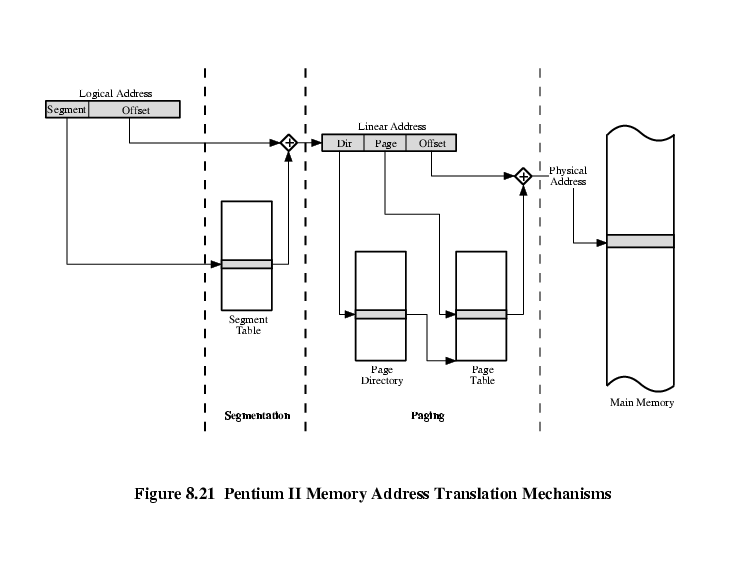 Logical Address
Segment
Offset
Linear Address
Dir
Page
Offset
Physical
Address
Segment
Table
Page
Directory
Page
Table
Main Memory
Segmentation
Paging
Figure 8.21 Pentium II Memory Address Translation Mechanisms